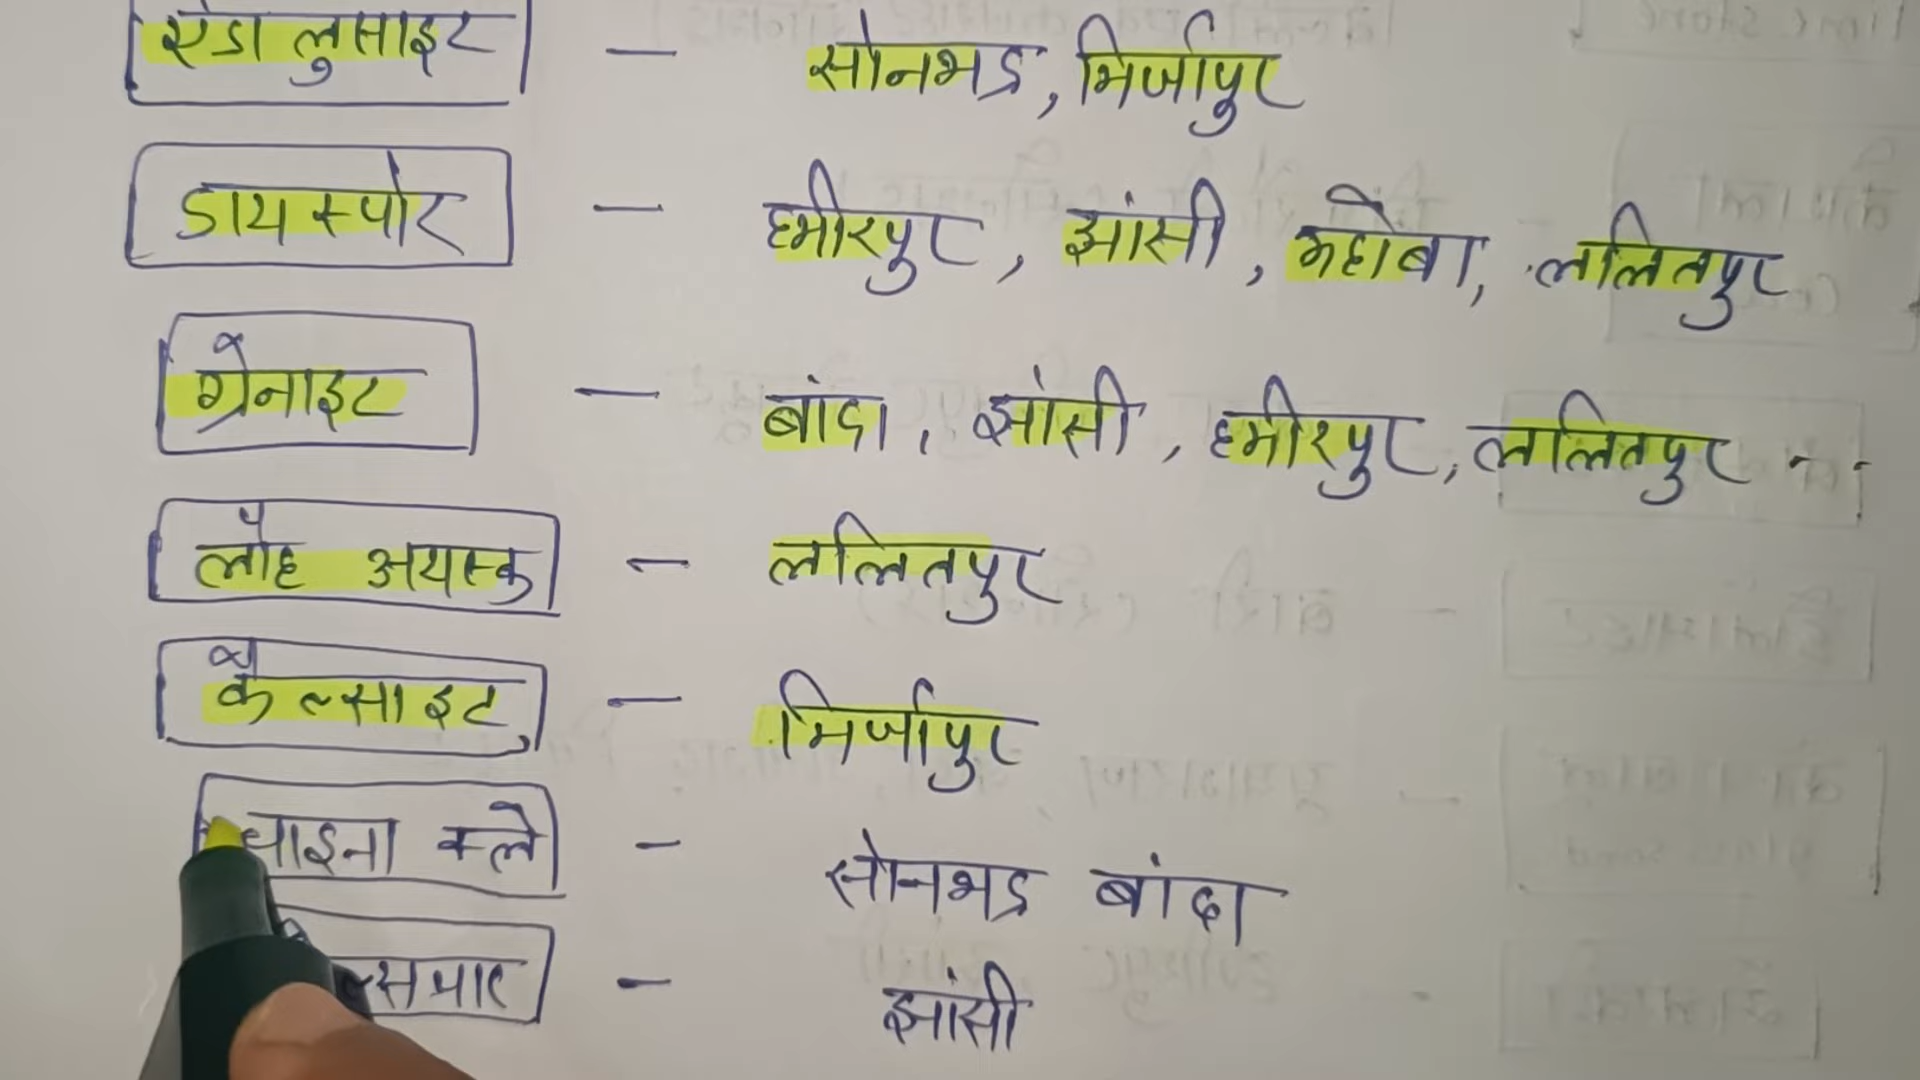 एंडालुसाइट - सोनभद्र, मिर्जापुर
डायस्पोर - हमीरपुर, झांसी, महोबा, ललितपुर
ग्रेनाइट - बांदा, झांसी, हमीरपुर, ललितपुर --
लौह अयस्क - ललितपुर
कैल्साइट - मिर्जापुर
चाइना क्ले - सोनभद्र बांदा
- झांसी